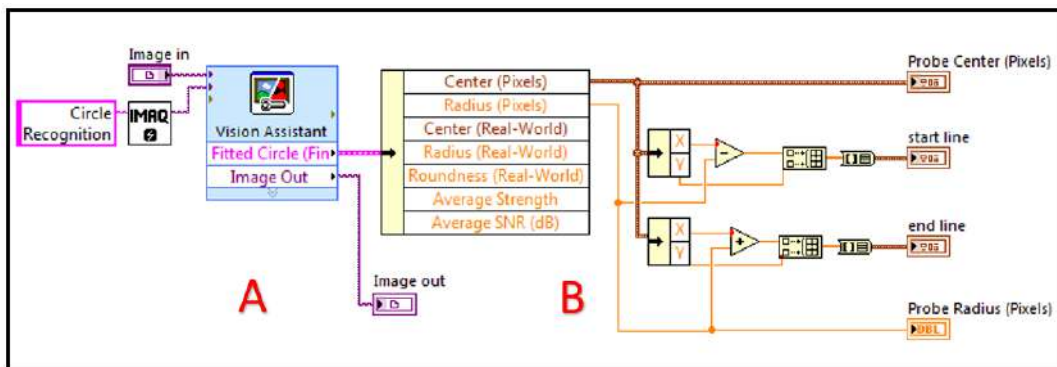 Image in
Circle
Recognition
IMAQ
Vision Assistant
Fitted Circle (Fin
Image Out
A
Image out
Center (Pixels)
Radius (Pixels)
Center (Real-World)
Radius (Real-World)
Roundness (Real-World)
Average Strength
Average SNR (dB)
B
X
Y
-
X
Y
+
Probe Center (Pixels)
start line
end line
Probe Radius (Pixels)
DBL